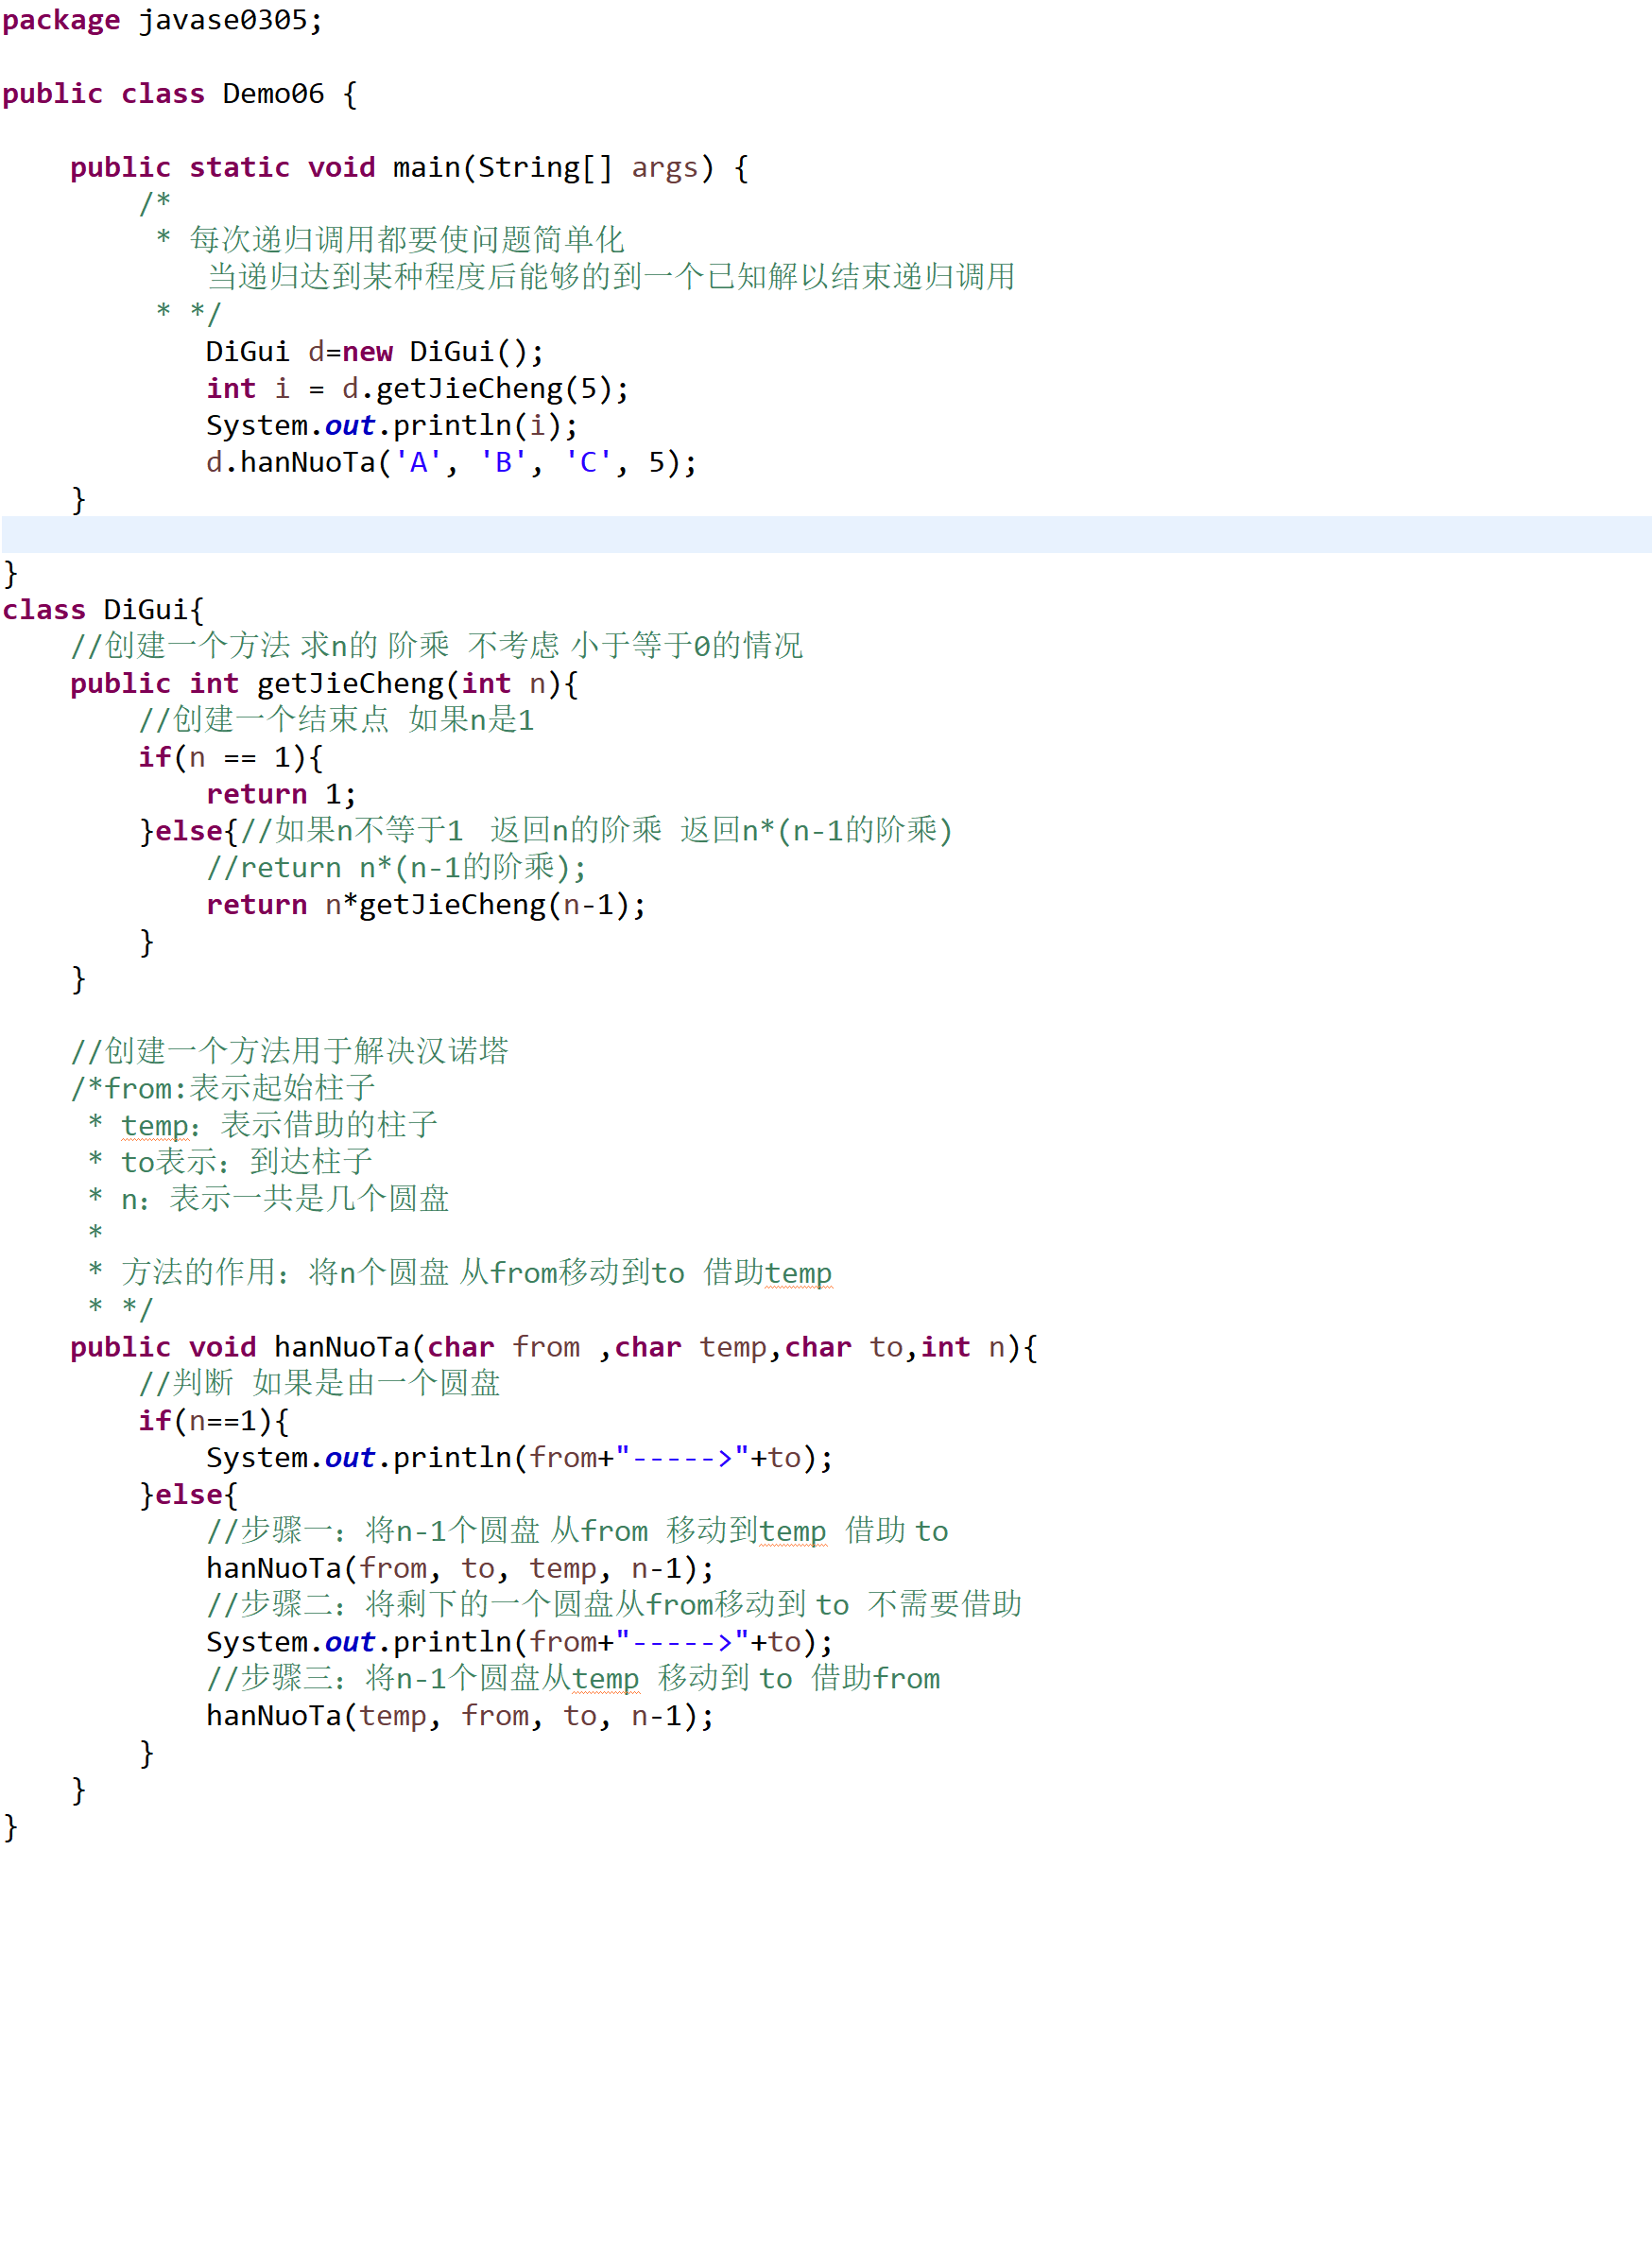 package javase0305;
public class Demo06 {
public static void main(String[] args) {
/*
* 每次递归调用都要使问题简单化
当递归达到某种程度后能够的到一个已知解以结束递归调用
* */
DiGui d=new DiGui();
int i = d.getJieCheng(5);
System.out.println(i);
d.hanNuoTa('A', 'B', 'C', 5);
}
}
class DiGui{
//创建一个方法 求n的 阶乘  不考虑 小于等于0的情况
public int getJieCheng(int n){
//创建一个结束点  如果n是1
if(n == 1){
return 1;
}else{//如果n不等于1   返回n的阶乘  返回n*(n-1的阶乘)
//return n*(n-1的阶乘);
return n*getJieCheng(n-1);
}
}
//创建一个方法用于解决汉诺塔
/*from:表示起始柱子
* temp：表示借助的柱子
* to表示：到达柱子
* n：表示一共是几个圆盘
*
* 方法的作用：将n个圆盘 从from移动到to  借助temp
* */
public void hanNuoTa(char from ,char temp,char to,int n){
//判断  如果是由一个圆盘
if(n==1){
System.out.println(from+"----->"+to);
}else{
//步骤一：将n-1个圆盘 从from  移动到temp  借助 to
hanNuoTa(from, to, temp, n-1);
//步骤二：将剩下的一个圆盘从from移动到 to  不需要借助
System.out.println(from+"----->"+to);
//步骤三：将n-1个圆盘从temp  移动到 to  借助from
hanNuoTa(temp, from, to, n-1);
}
}
}